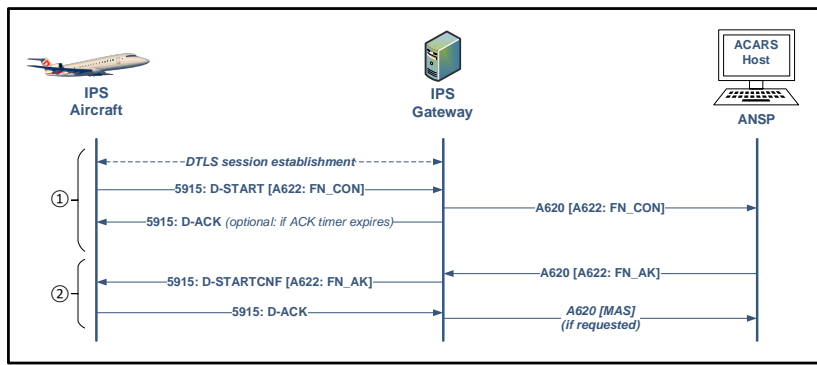 IPS
Aircraft
IPS
Gateway
ACARS
Host
ANSP
①
DTLS session establishment
5915: D-START [A622: FN_CON]
A620 [A622: FN_CON]
5915: D-ACK (optional: if ACK timer expires)
②
A620 [A622: FN_AK]
5915: D-STARTCNF [A622: FN_AK]
5915: D-ACK
A620 [MAS]
(if requested)